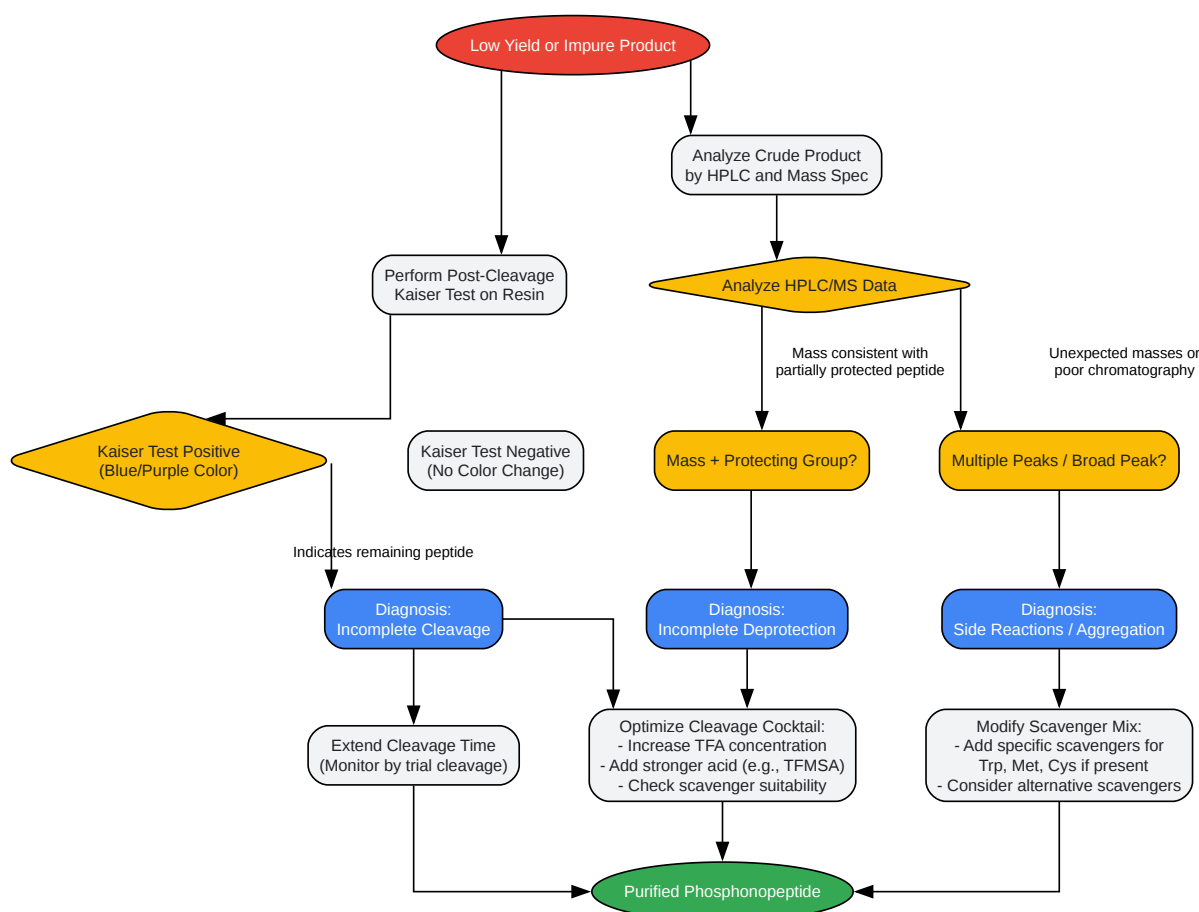 Low Yield or Impure Product
Analyze Crude Product
by HPLC and Mass Spec
Perform Post-Cleavage
Kaiser Test on Resin
Analyze HPLC/MS Data
Mass consistent with
partially protected peptide
Unexpected masses or
poor chromatography
Kaiser Test Positive
(Blue/Purple Color)
Kaiser Test Negative
(No Color Change)
Mass + Protecting Group?
Multiple Peaks / Broad Peak?
Indicates remaining peptide
Diagnosis:
Incomplete Cleavage
Diagnosis:
Incomplete Deprotection
Diagnosis:
Side Reactions / Aggregation
Extend Cleavage Time
(Monitor by trial cleavage)
Optimize Cleavage Cocktail:
- Increase TFA concentration
- Add stronger acid (e.g., TFMSA)
- Check scavenger suitability
Modify Scavenger Mix:
- Add specific scavengers for
Trp, Met, Cys if present
- Consider alternative scavengers
Purified Phosphonopeptide